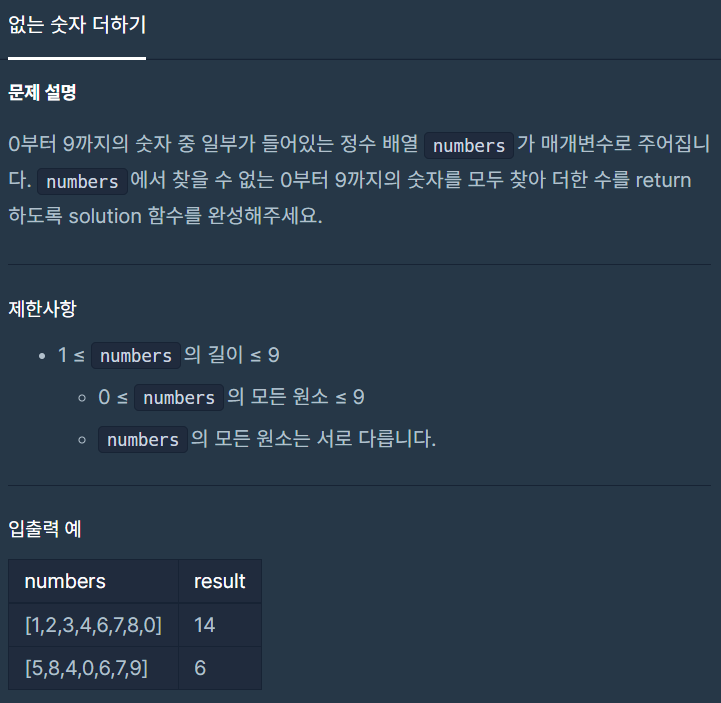 없는 숫자 더하기
문제 설명
0부터 9까지의 숫자 중 일부가 들어있는 정수 배열 numbers 가 매개변수로 주어집니
다. numbers 에서 찾을 수 없는 0부터 9까지의 숫자를 모두 찾아 더한 수를 return
하도록 solution 함수를 완성해주세요.
제한사항
• 1 ≤ numbers 의 길이 ≤ 9
◦ 0 ≤ numbers 의 모든 원소 ≤ 9
◦ numbers 의 모든 원소는 서로 다릅니다.
입출력 예
numbers result
[1,2,3,4,6,7,8,0] 14
[5,8,4,0,6,7,9] 6